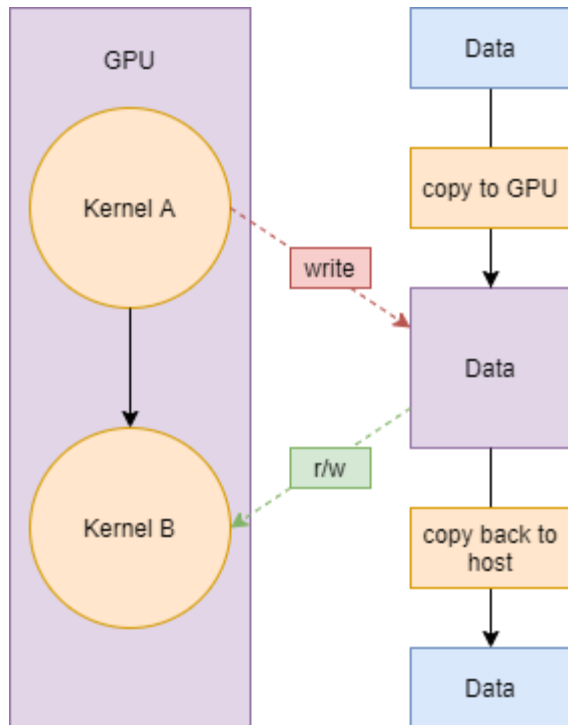 GPU
Kernel A
write
r/w
Kernel B
Data
copy to GPU
Data
copy back to
host
Data